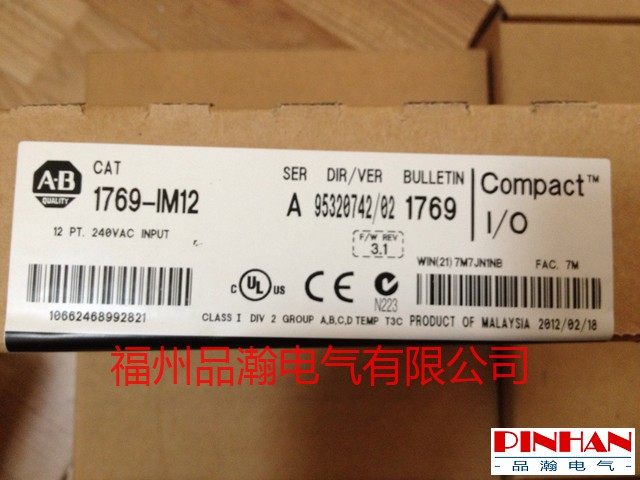 A-B
QUALITY
CAT
1769-IM12
12 PT. 240VAC INPUT
SER DIR/VER BULLETIN
A 95320742/02 1769
F/W REV
3.1
Compact™
I/O
WIN(21) 7M7JN1NB FAC. 7M
10662468992821
c UL us CE N223
CLASS I DIV 2 GROUP A,B,C,D TEMP T3C PRODUCT OF MALAYSIA 2012/02/18
福州品瀚电气有限公司
PINHAN
-品瀚电气-